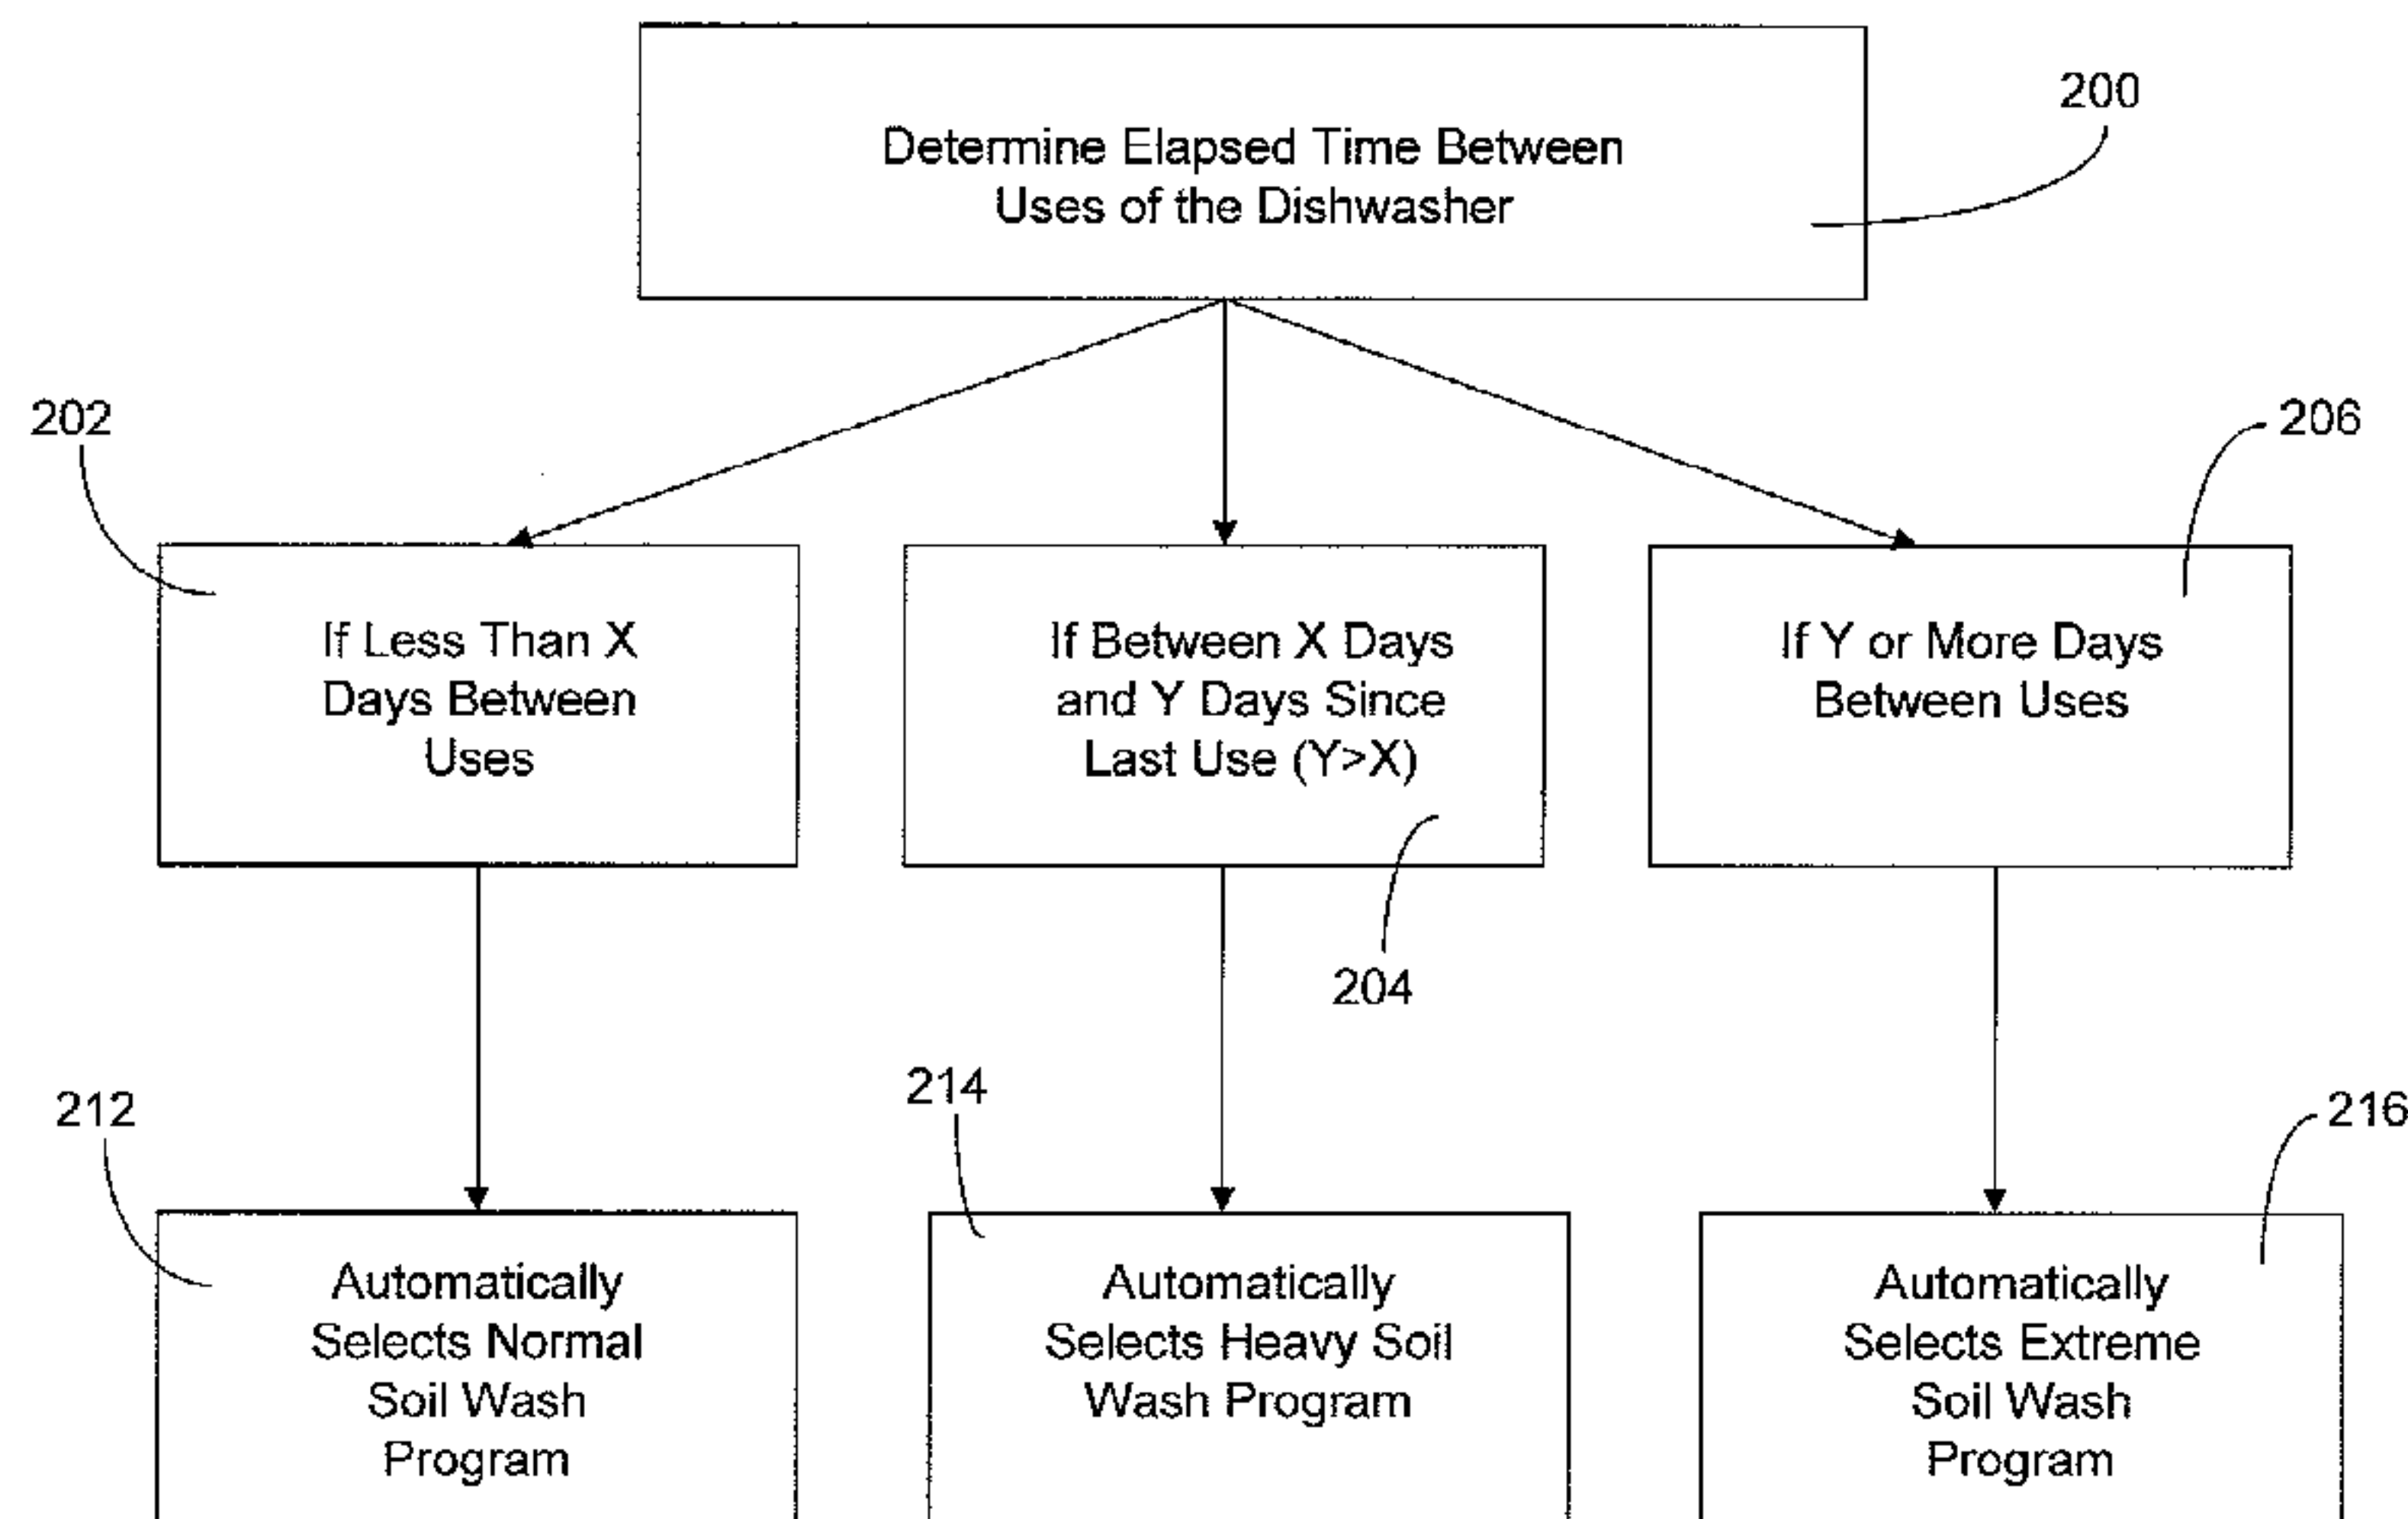 Determine Elapsed Time Between
Uses of the Dishwasher
200
202
If Less Than X
Days Between
Uses
If Between X Days
and Y Days Since
Last Use (Y>X)
204
206
If Y or More Days
Between Uses
212
Automatically
Selects Normal
Soil Wash
Program
214
Automatically
Selects Heavy Soil
Wash Program
216
Automatically
Selects Extreme
Soil Wash
Program